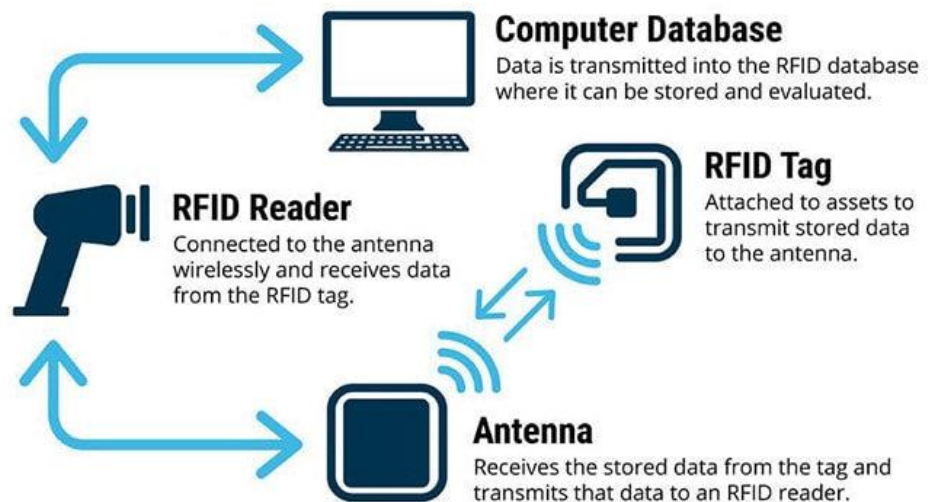 Computer Database
Data is transmitted into the RFID database
where it can be stored and evaluated.
RFID Tag
Attached to assets to
transmit stored data
to the antenna.
RFID Reader
Connected to the antenna
wirelessly and receives data
from the RFID tag.
Antenna
Receives the stored data from the tag and
transmits that data to an RFID reader.